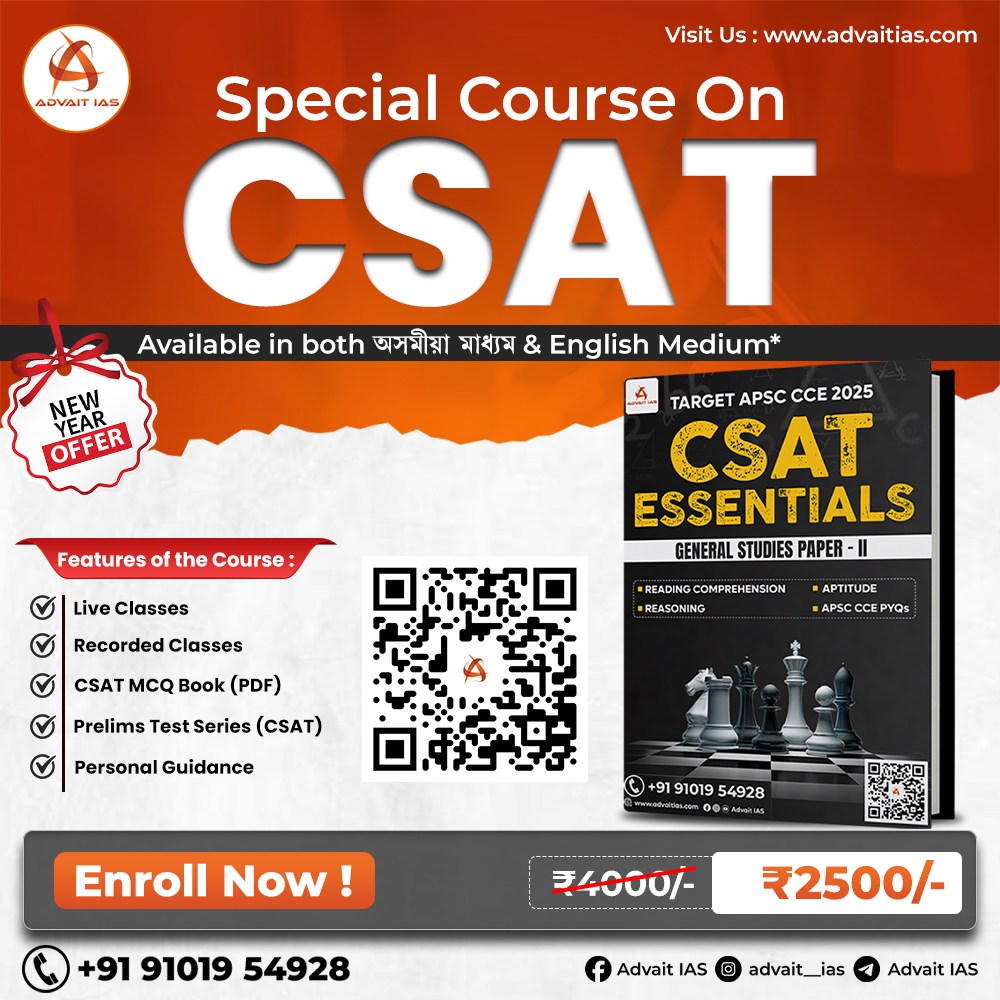 ADVAIT IAS
Visit Us : www.advaitias.com
Special Course On
CSAT
Available in both অসমীয়া মাধ্যম & English Medium*
NEW
YEAR
OFFER
ADVAIT IAS
TARGET APSC CCE 2025
CSAT
ESSENTIALS
GENERAL STUDIES PAPER - II
READING COMPREHENSION
APTITUDE
REASONING
APSC CCE PYQs
+91 91019 54928
www.advaitias.com Advait IAS
Features of the Course :
Live Classes
Recorded Classes
CSAT MCQ Book (PDF)
Prelims Test Series (CSAT)
Personal Guidance
Enroll Now !
₹4000/-
₹2500/-
+91 91019 54928
Advait IAS
advait__ias
Advait IAS